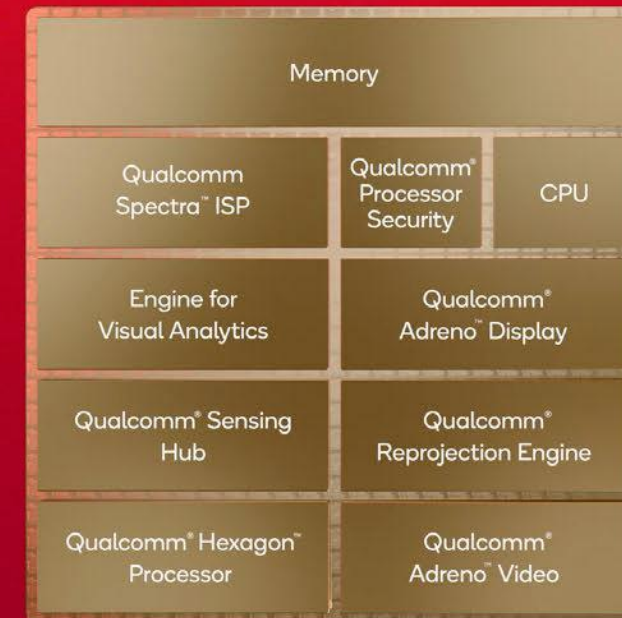 Memory
Qualcomm
Spectra™ ISP
Qualcomm®
Processor
Security
CPU
Engine for
Visual Analytics
Qualcomm®
Adreno™ Display
Qualcomm® Sensing
Hub
Qualcomm®
Reprojection Engine
Qualcomm® Hexagon™
Processor
Qualcomm®
Adreno™ Video